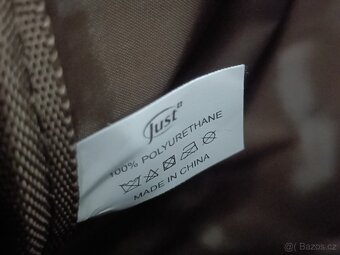 Just
100% POLYURETHANE
MADE IN CHINA
© Bazos.cz